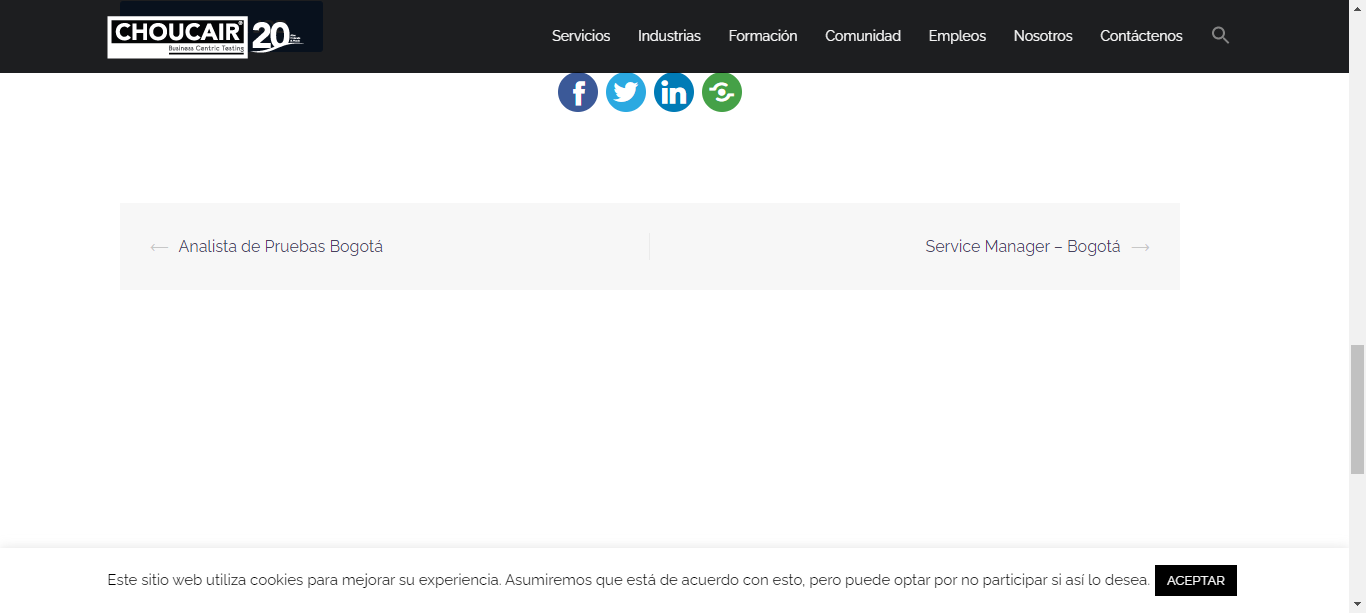 CHOUCAIR
Business Centric Testing
20
Servicios Industrias Formación Comunidad Empleos Nosotros Contáctenos
Analista de Pruebas Bogotá
Service Manager – Bogotá
Este sitio web utiliza cookies para mejorar su experiencia. Asumiremos que está de acuerdo con esto, pero puede optar por no participar si así lo desea. ACEPTAR